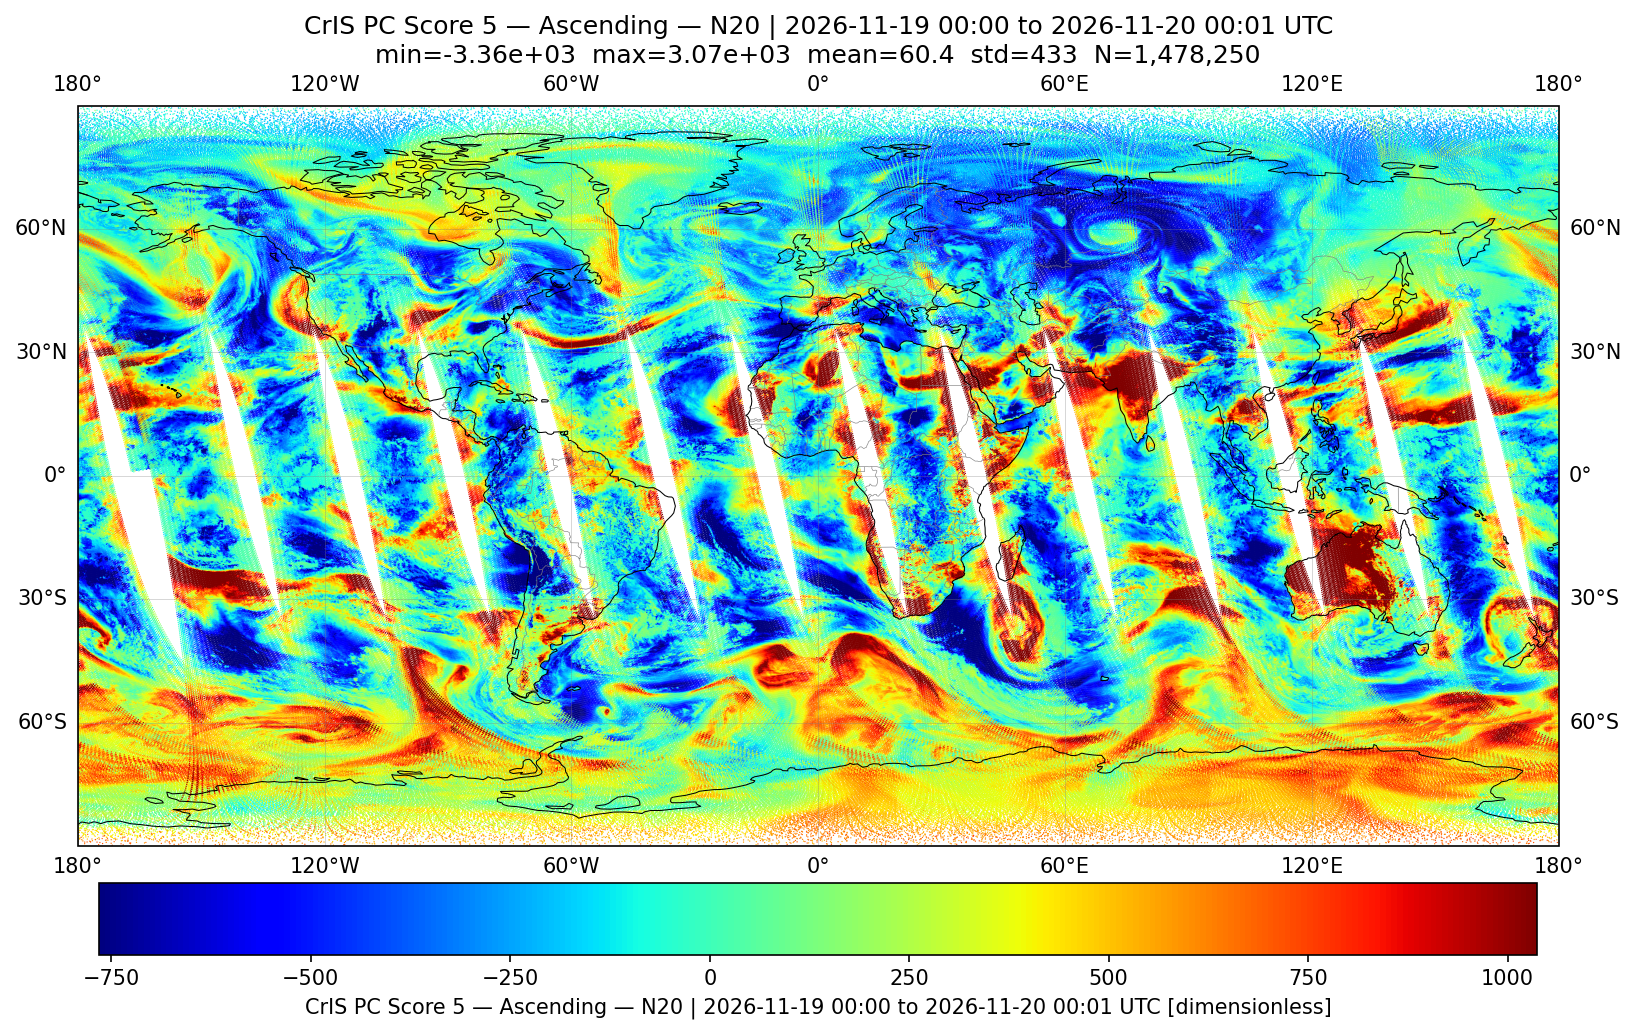 CrIS PC Score 5 — Ascending — N20 | 2026-11-19 00:00 to 2026-11-20 00:01 UTC
min=-3.36e+03 max=3.07e+03 mean=60.4 std=433 N=1,478,250
180° 120°W 60°W 0° 60°E 120°E 180°
60°N 60°N
30°N 30°N
0° 0°
30°S 30°S
60°S 60°S
180° 120°W 60°W 0° 60°E 120°E 180°
−750 −500 −250 0 250 500 750 1000
CrIS PC Score 5 — Ascending — N20 | 2026-11-19 00:00 to 2026-11-20 00:01 UTC [dimensionless]